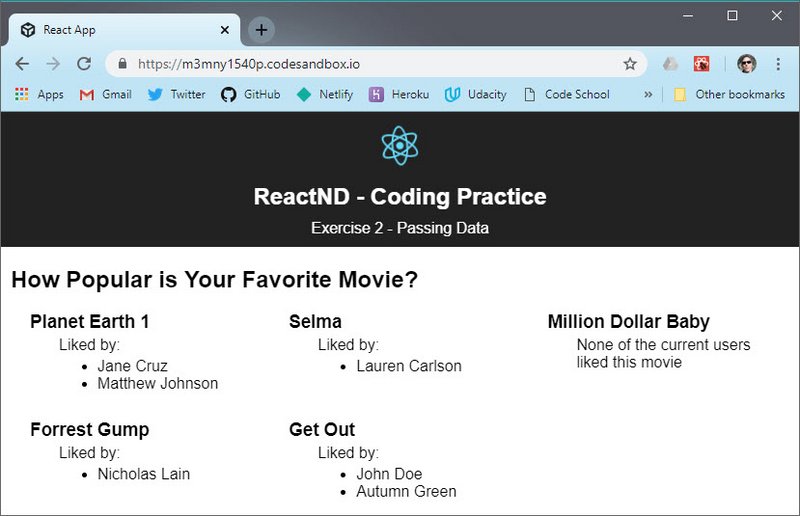 React App
https://m3mny1540p.codesandbox.io
Apps Gmail Twitter GitHub Netlify Heroku Udacity Code School » Other bookmarks
ReactND - Coding Practice
Exercise 2 - Passing Data
How Popular is Your Favorite Movie?
Planet Earth 1
Liked by:
• Jane Cruz
• Matthew Johnson
Selma
Liked by:
• Lauren Carlson
Million Dollar Baby
None of the current users
liked this movie
Forrest Gump
Liked by:
• Nicholas Lain
Get Out
Liked by:
• John Doe
• Autumn Green